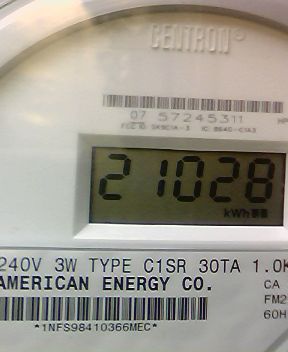 CENTRON®
07 57245311
21028
kWh
240V 3W TYPE C1SR 30TA 1.0K
AMERICAN ENERGY CO.
CA
FM2
60H
*1NFS98410366MEC*